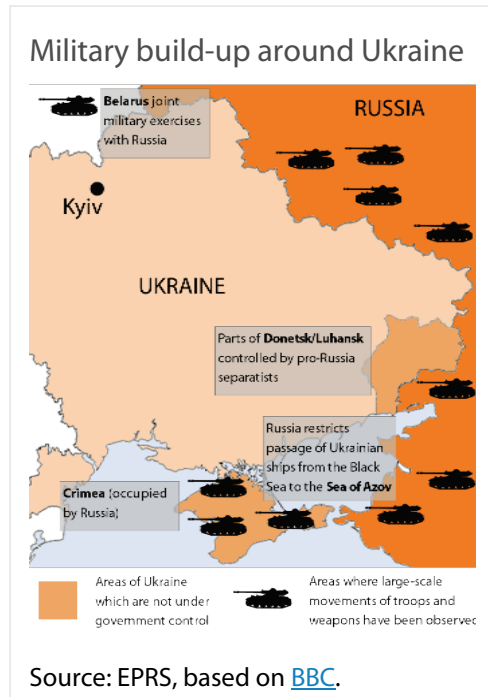 Military build-up around Ukraine
Belarus joint
military exercises
with Russia
RUSSIA
Kyiv
UKRAINE
Parts of Donetsk/Luhansk
controlled by pro-Russia
separatists
Russia restricts
passage of Ukrainian
ships from the Black
Sea to the Sea of Azov
Crimea (occupied
by Russia)
Areas of Ukraine
which are not under
government control
Areas where large-scale
movements of troops and
weapons have been observed
Source: EPRS, based on BBC.